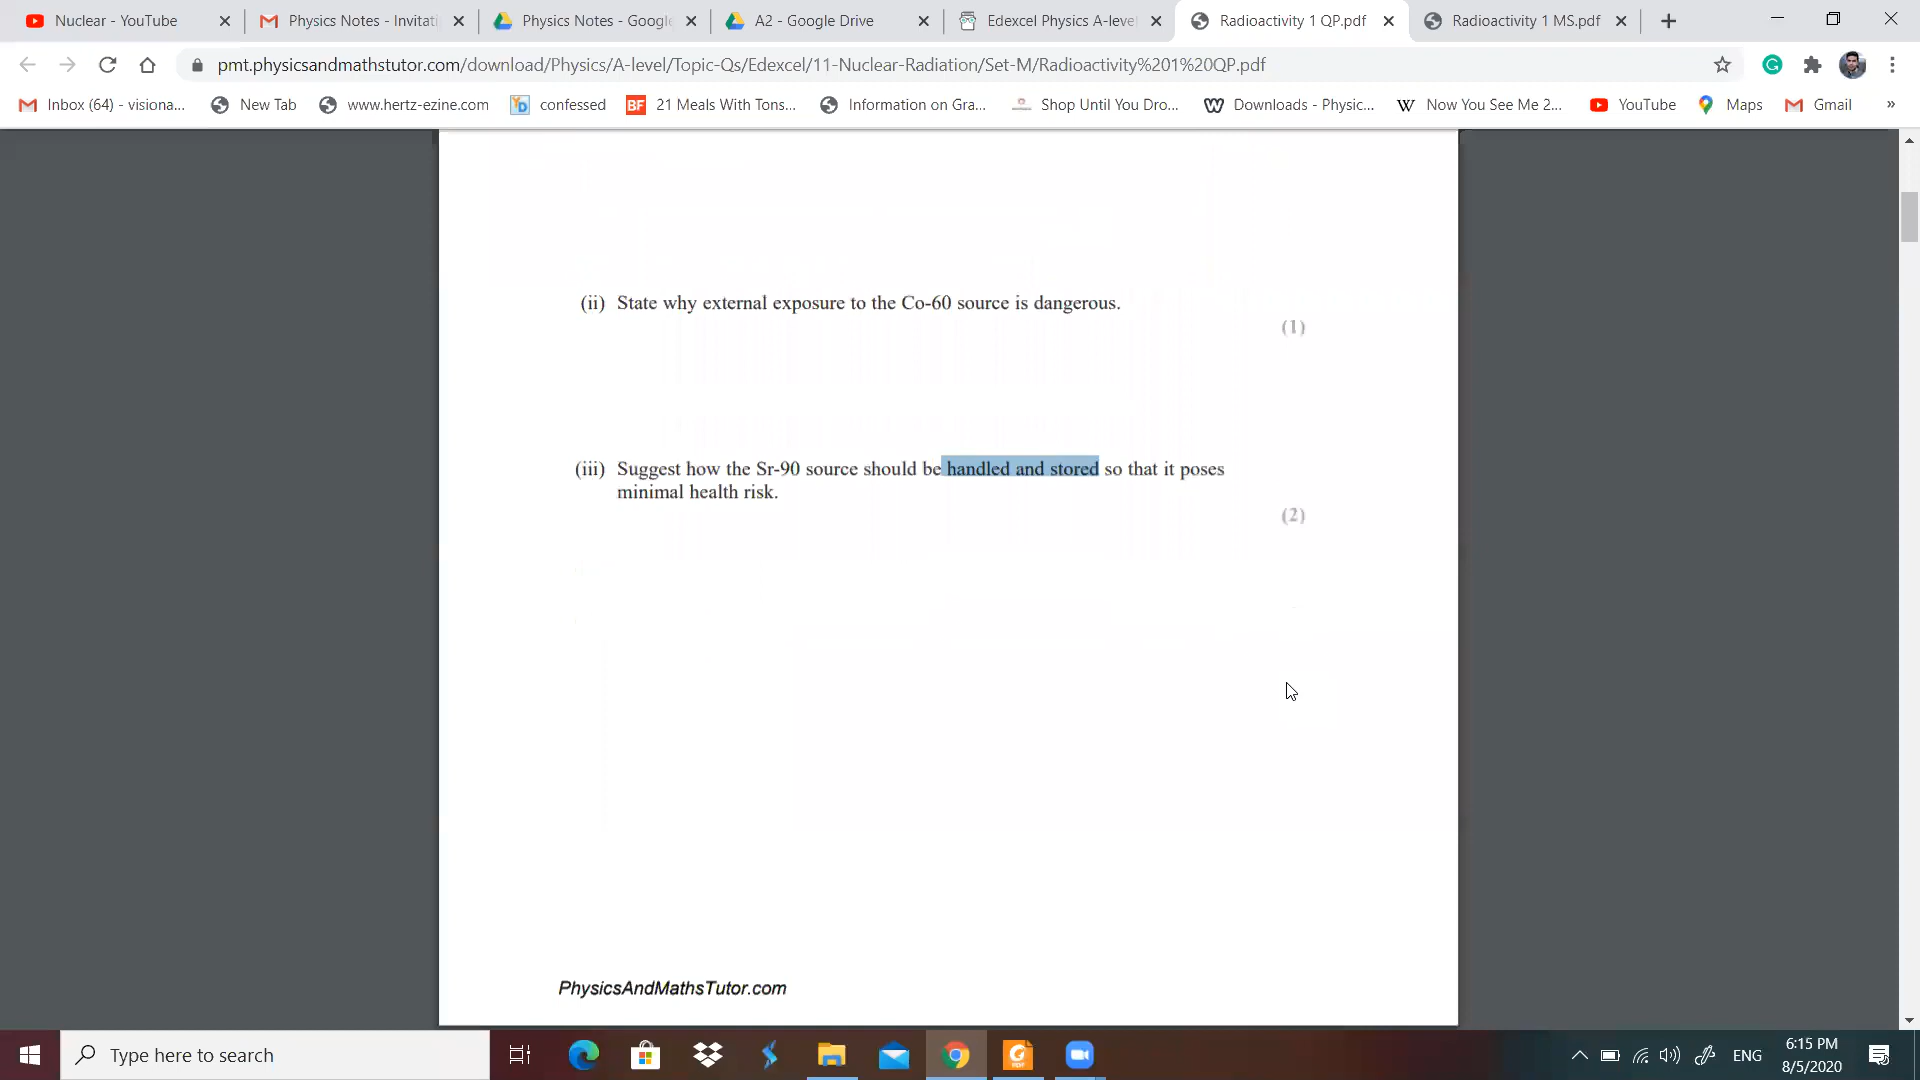 Nuclear - YouTube
Physics Notes - Invitati
Physics Notes - Google
A2 - Google Drive
Edexcel Physics A-level
Radioactivity 1 QP.pdf
Radioactivity 1 MS.pdf
pmt.physicsandmathstutor.com/download/Physics/A-level/Topic-Qs/Edexcel/11-Nuclear-Radiation/Set-M/Radioactivity%201%20QP.pdf
Inbox (64) - visiona...
New Tab
www.hertz-ezine.com
confessed
BF
21 Meals With Tons...
Information on Gra...
Shop Until You Dro...
Downloads - Physic...
Now You See Me 2...
YouTube
Maps
Gmail
»
(ii) State why external exposure to the Co-60 source is dangerous.
(1)
(iii) Suggest how the Sr-90 source should be handled and stored so that it poses
minimal health risk.
(2)
PhysicsAndMathsTutor.com
Type here to search
ENG
6:15 PM
8/5/2020